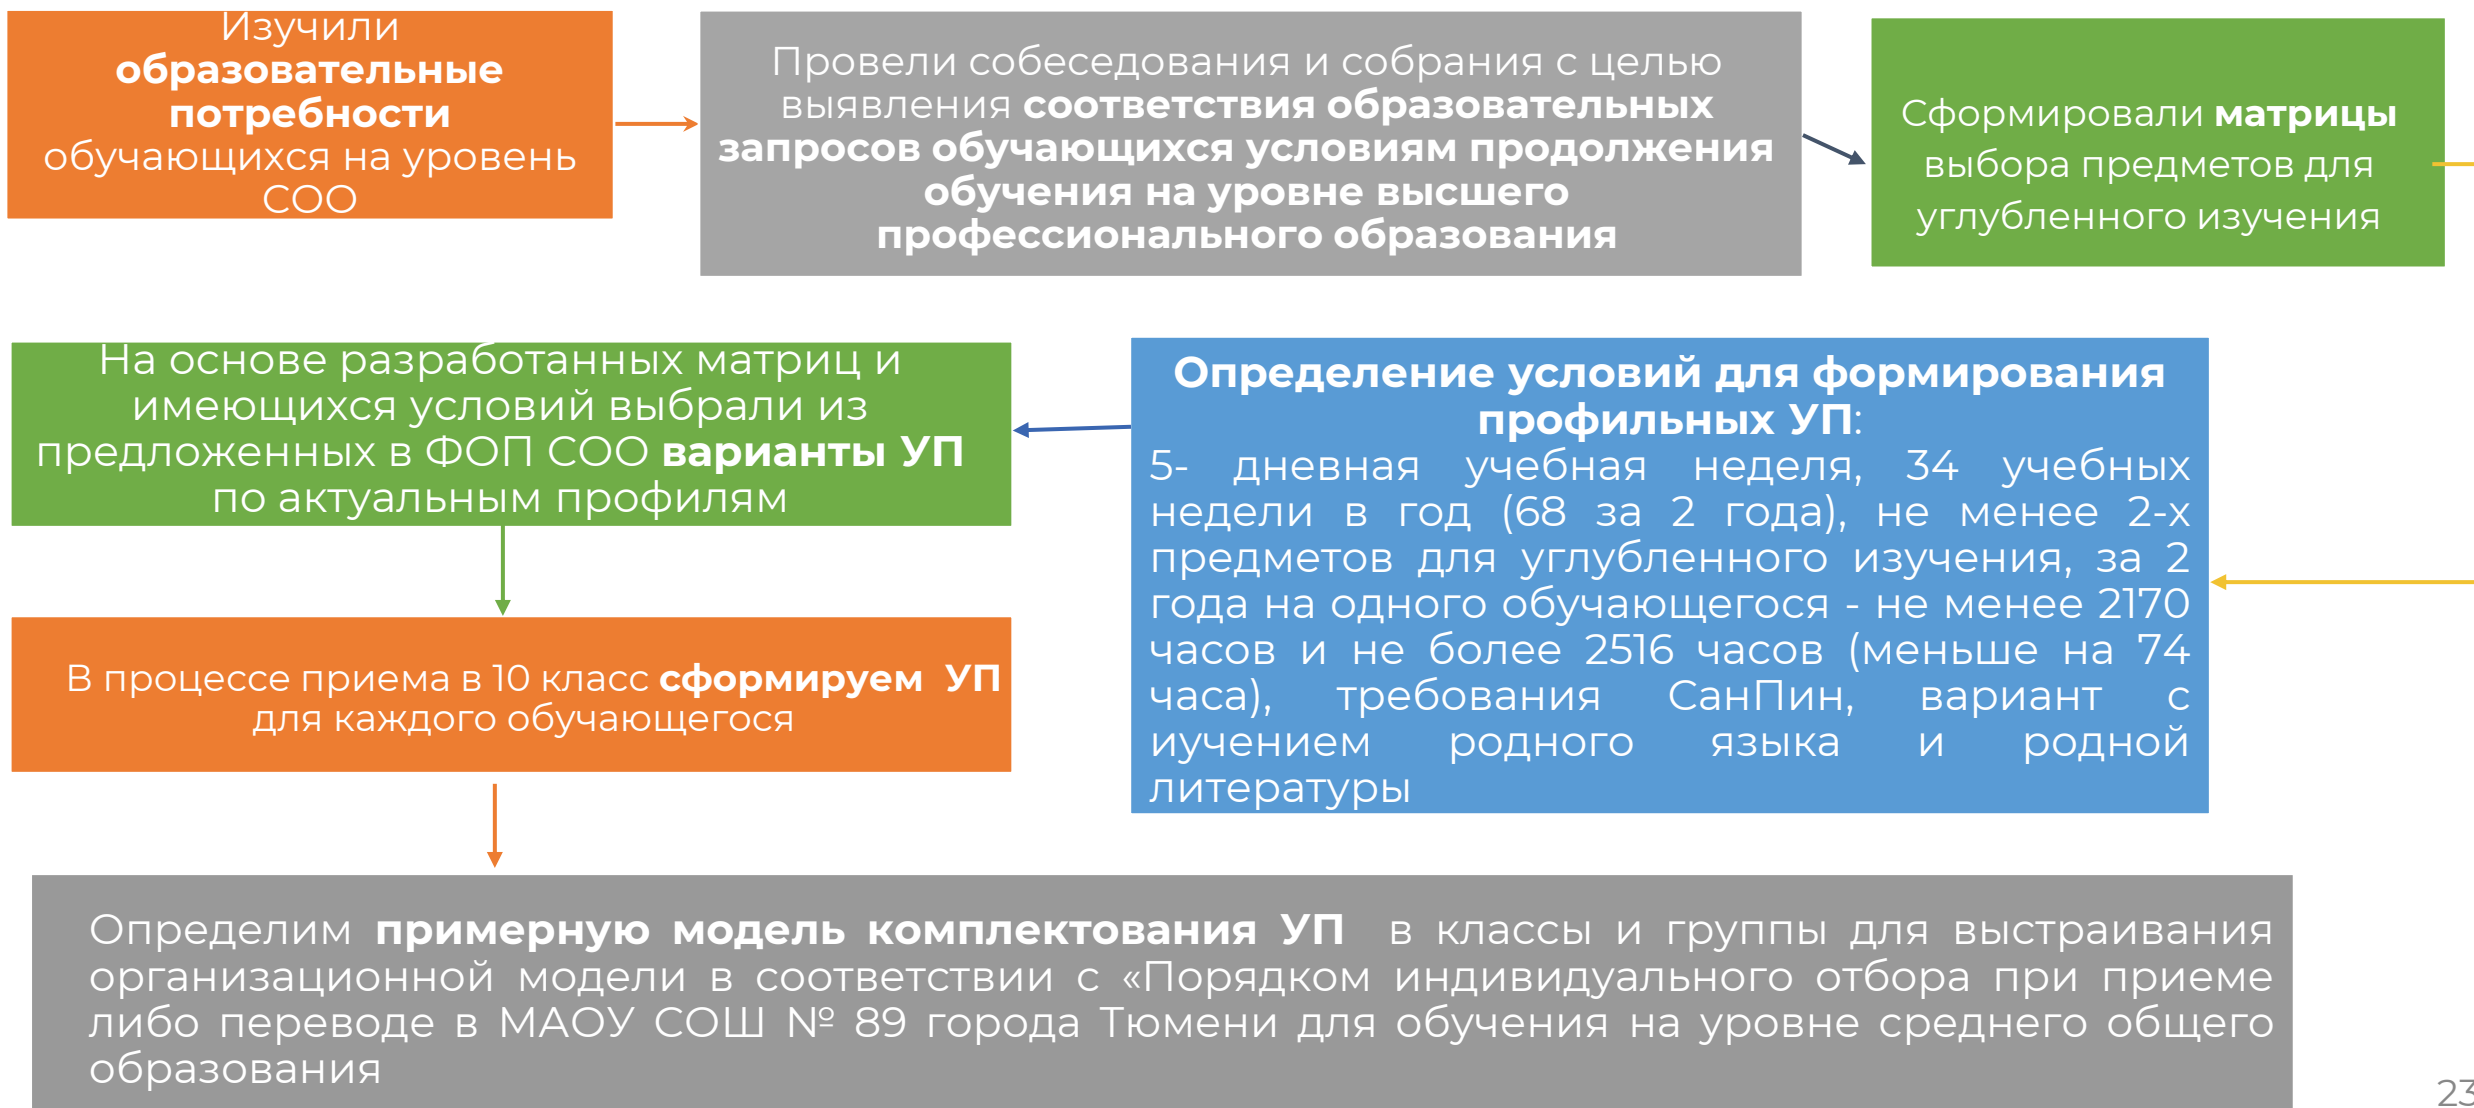 Изучили
образовательные
потребности
обучающихся на уровень
СОО
Провели собеседования и собрания с целью
выявления соответствия образовательных
запросов обучающихся условиям продолжения
обучения на уровне высшего
профессионального образования
Сформировали матрицы
выбора предметов для
углубленного изучения
Определение условий для формирования
профильных УП:
5- дневная учебная неделя, 34 учебных
недели в год (68 за 2 года), не менее 2-х
предметов для углубленного изучения, за 2
года на одного обучающегося - не менее 2170
часов и не более 2516 часов (меньше на 74
часа), требования СанПин, вариант с
иучением родного языка и родной
литературы
На основе разработанных матриц и
имеющихся условий выбрали из
предложенных в ФОП СОО варианты УП
по актуальным профилям
В процессе приема в 10 класс сформируем УП
для каждого обучающегося
Определим примерную модель комплектования УП в классы и группы для выстраивания
организационной модели в соответствии с «Порядком индивидуального отбора при приеме
либо переводе в МАОУ СОШ № 89 города Тюмени для обучения на уровне среднего общего
образования
23